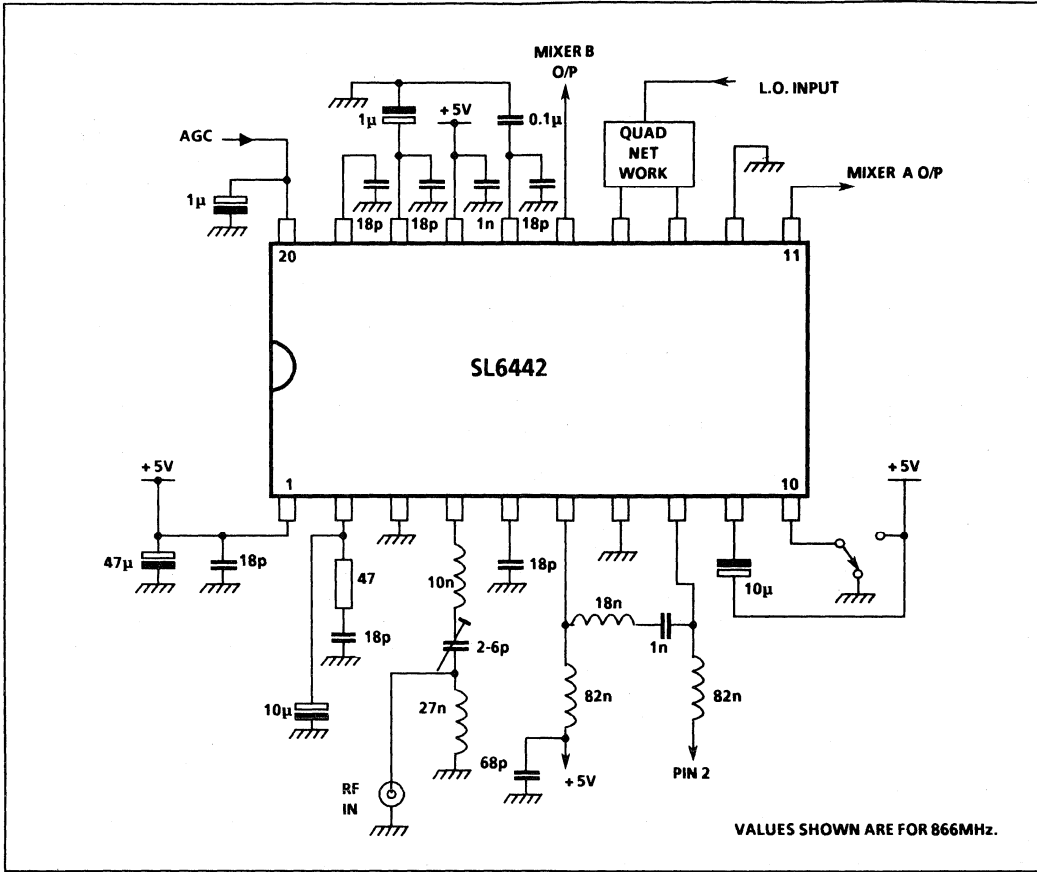 MIXER B
O/P
L.O. INPUT
1µ
+ 5V
0.1µ
AGC
QUAD
NET
WORK
MIXER A O/P
1µ
18p
18p
1n
18p
20
11
SL6442
+ 5V
+ 5V
1
10
47µ
18p
47
10n
18p
10µ
18n
18p
2-6p
1n
27n
82n
82n
10µ
68p
+ 5V
PIN 2
RF
IN
VALUES SHOWN ARE FOR 866MHz.